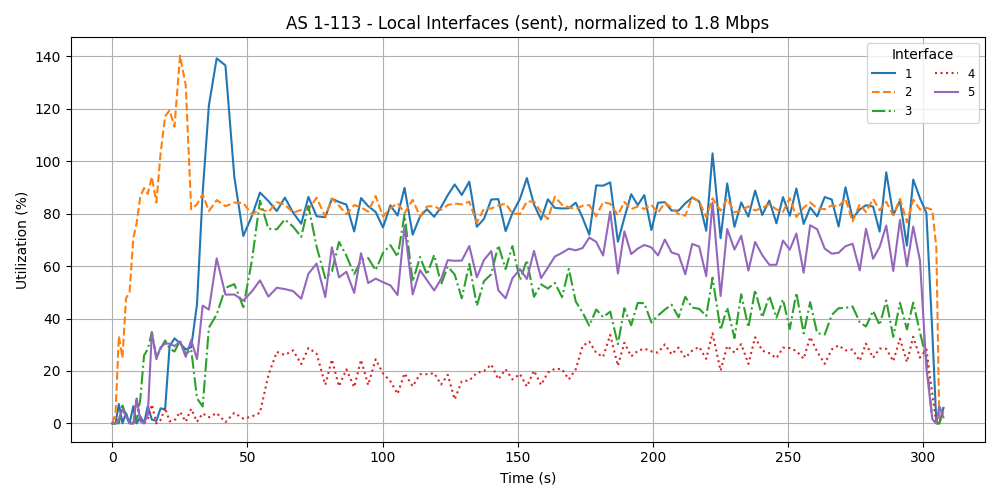 AS 1-113 - Local Interfaces (sent), normalized to 1.8 Mbps
Utilization (%)
140
120
100
80
60
40
20
0
0 50 100 150 200 250 300
Time (s)
Interface
1 4
2 5
3